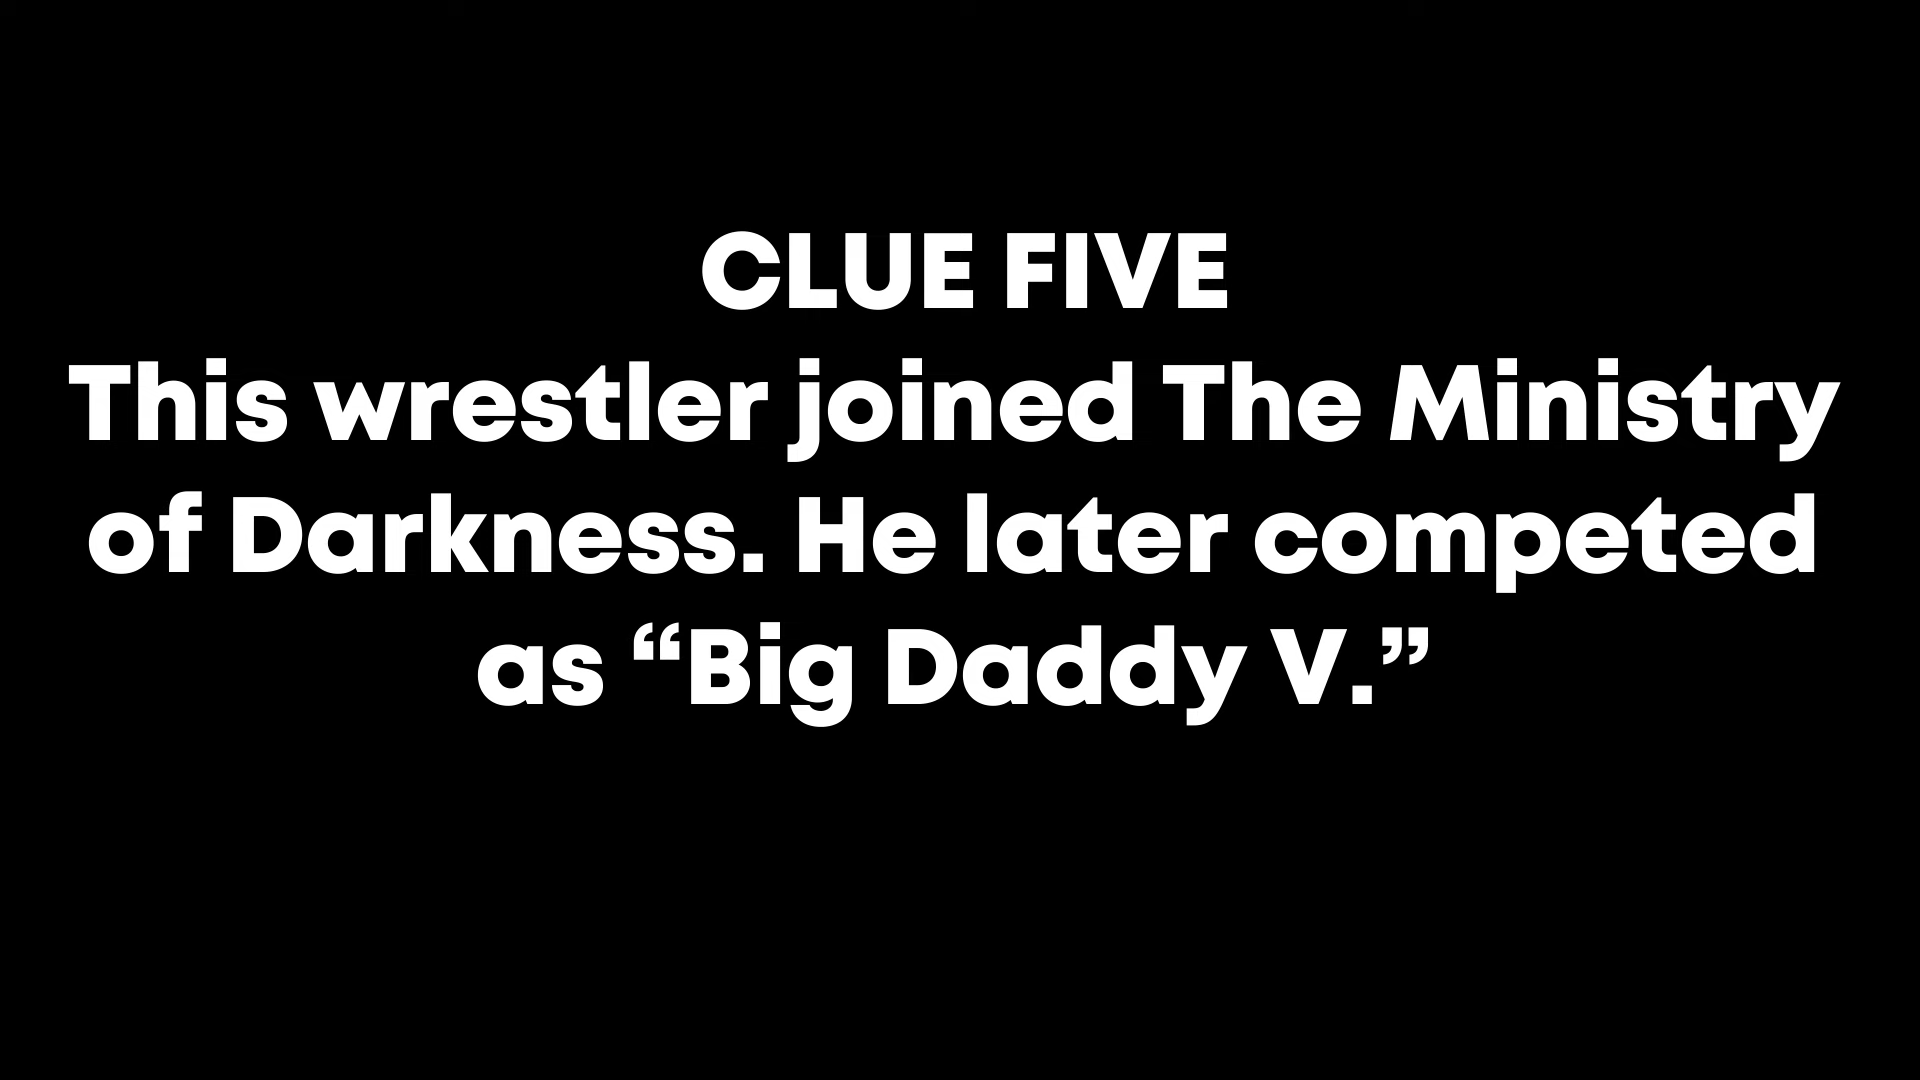 CLUE FIVE
This wrestler joined The Ministry
of Darkness. He later competed
as “Big Daddy V.”